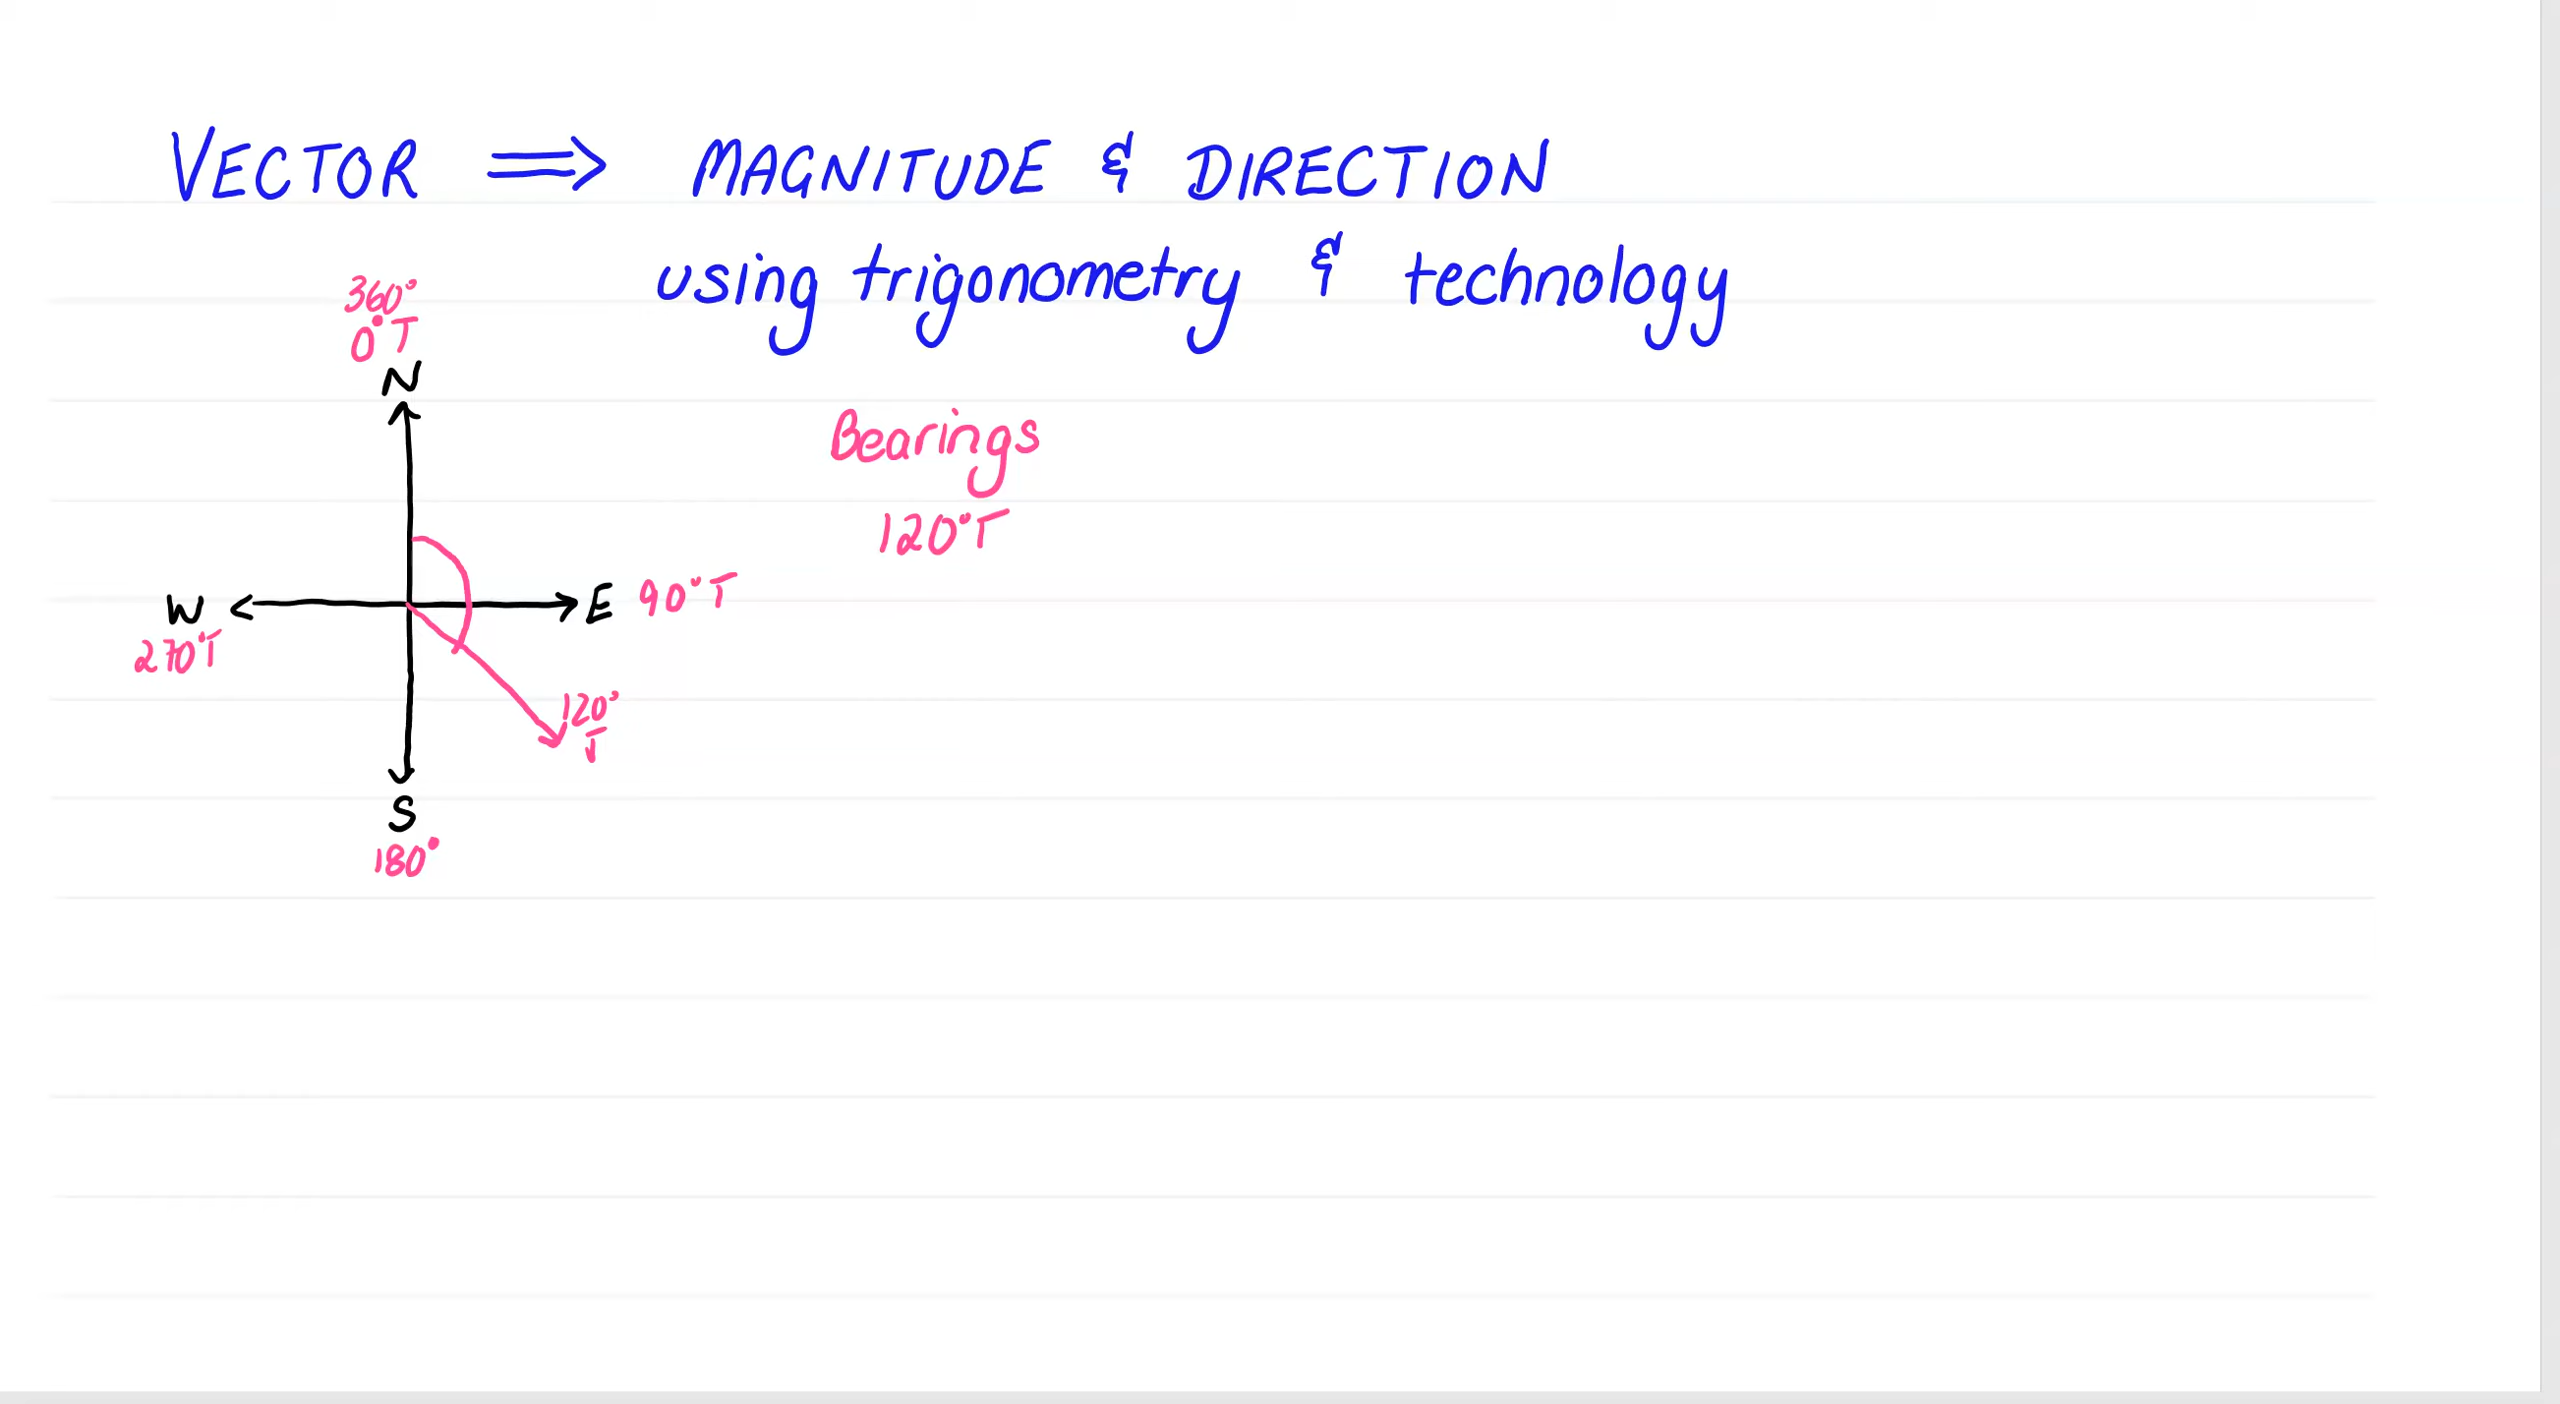 VECTOR ⟹ MAGNITUDE & DIRECTION
using trigonometry & technology
360°
0°T
N
Bearings
120°T
W
E 90°T
270°T
120°
T
S
180°